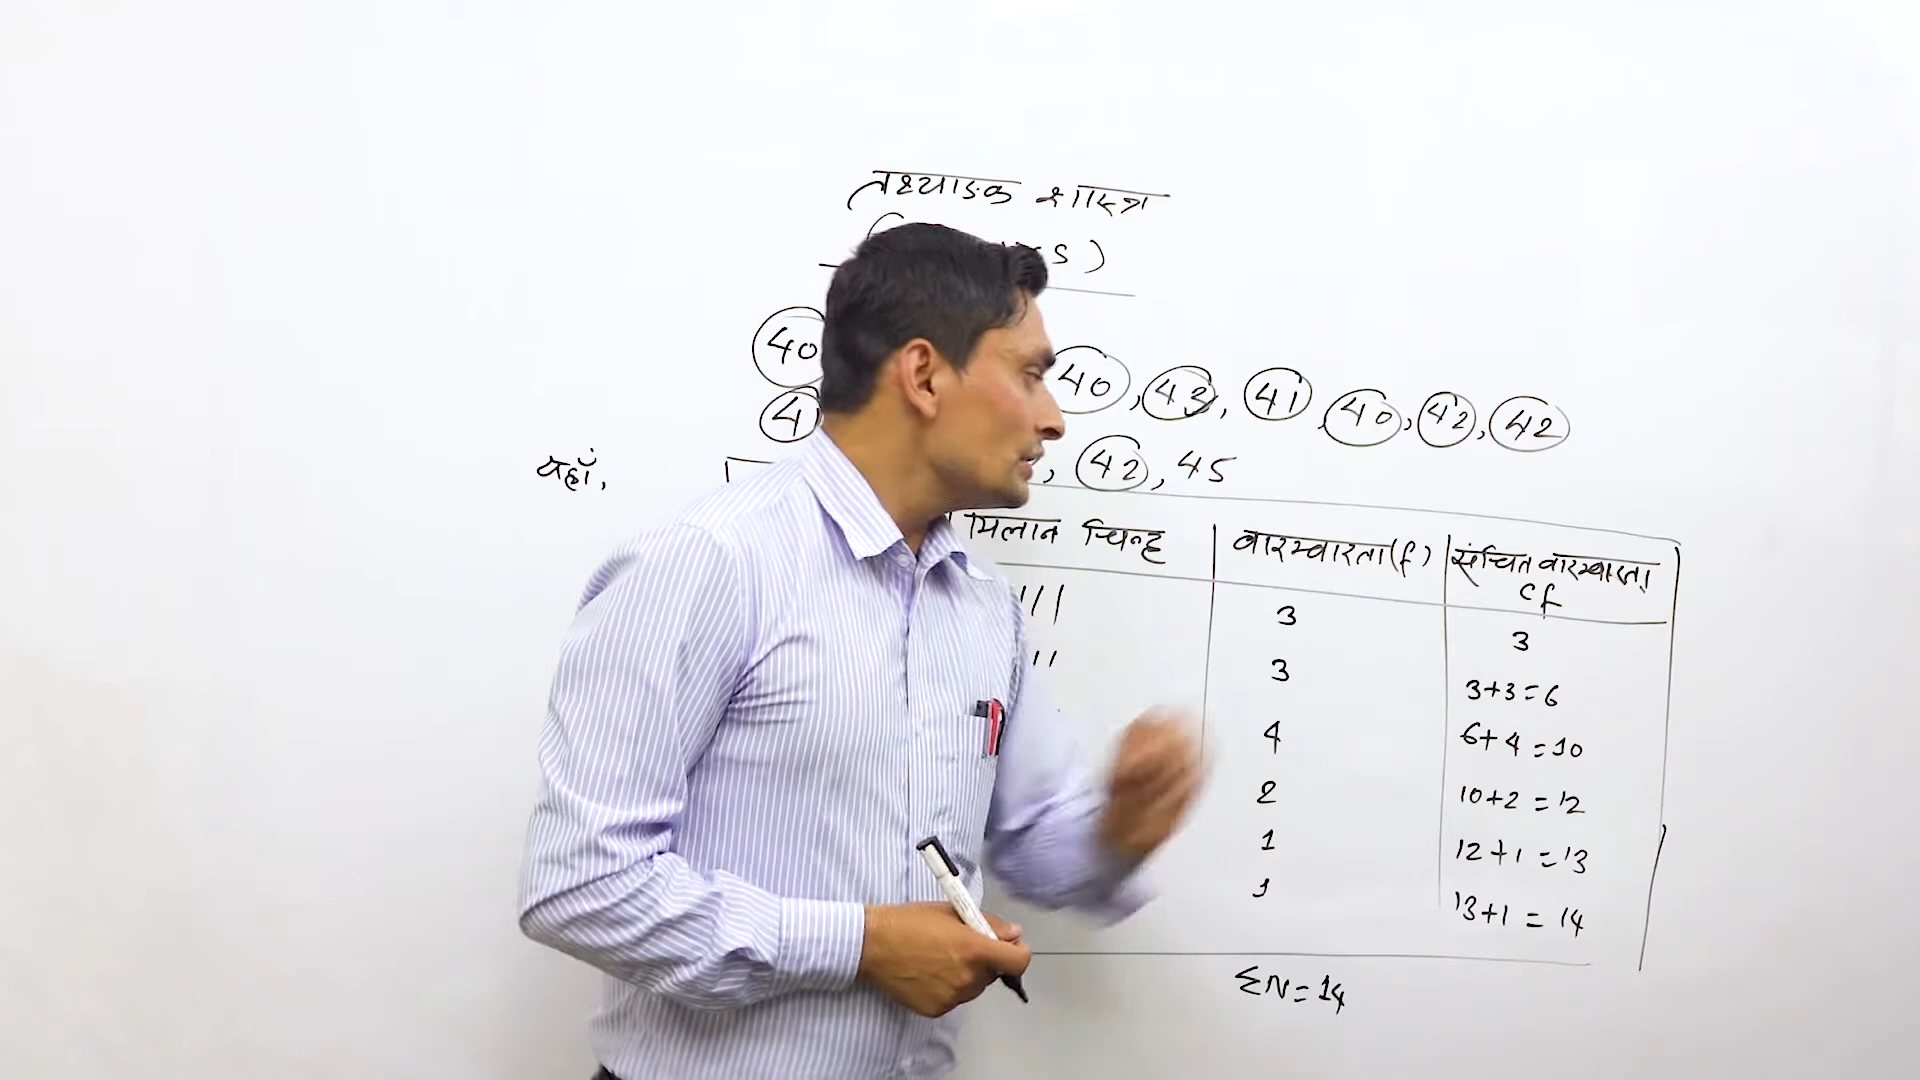 तथ्याङ्क शास्त्र
s)
40 40, 43, 41, 40, 42, 42
4 , 42, 45
यहाँ,
मिलान चिन्ह वारम्वारता (f) संचित वारम्वारता
cf
||| 3 3
3 3+3=6
4 6+4=10
2 10+2=12
1 12+1=13
1 13+1=14
ΣN=14